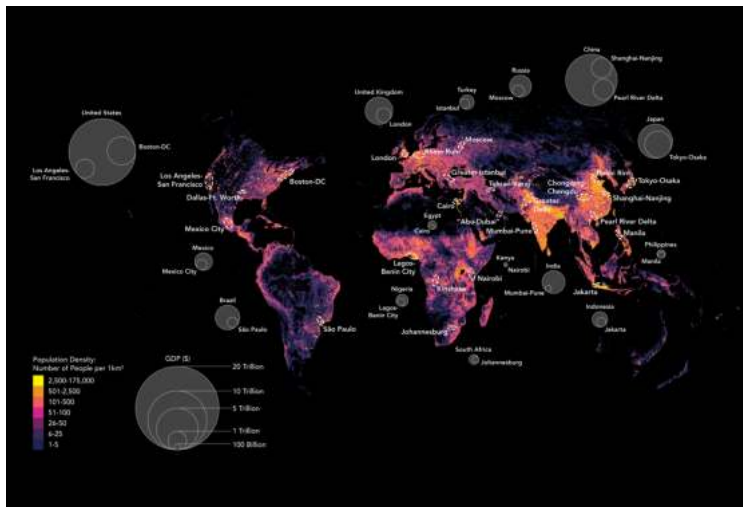 China
Shanghai-Nanjing
Pearl River Delta
Russia
Moscow
Turkey
Istanbul
United Kingdom
London
United States
Boston-DC
Los Angeles-
San Francisco
Japan
Tokyo-Osaka
Moscow
London
Rhine-Ruhr
Los Angeles-
San Francisco
Boston-DC
Dallas-Ft. Worth
Greater Istanbul
Tehran-Karaj
Chongqing-
Chengdu
Tokyo-Osaka
Shanghai-Nanjing
Greater
Delhi
Cairo
Mexico City
"Abu-Dubai"
Mumbai-Pune
Pearl River Delta
Manila
Egypt
Cairo
Mexico
Mexico City
Lagos-
Benin City
Kenya
Nairobi
India
Mumbai-Pune
Philippines
Manila
Nairobi
Kinshasa
Jakarta
Nigeria
Lagos-
Benin City
Brazil
São Paulo
São Paulo
Johannesburg
Indonesia
Jakarta
South Africa
Johannesburg
Population Density:
Number of People per 1km²
2,500-175,000
501-2,500
101-500
51-100
26-50
6-25
1-5
GDP ($)
20 Trillion
10 Trillion
5 Trillion
1 Trillion
100 Billion